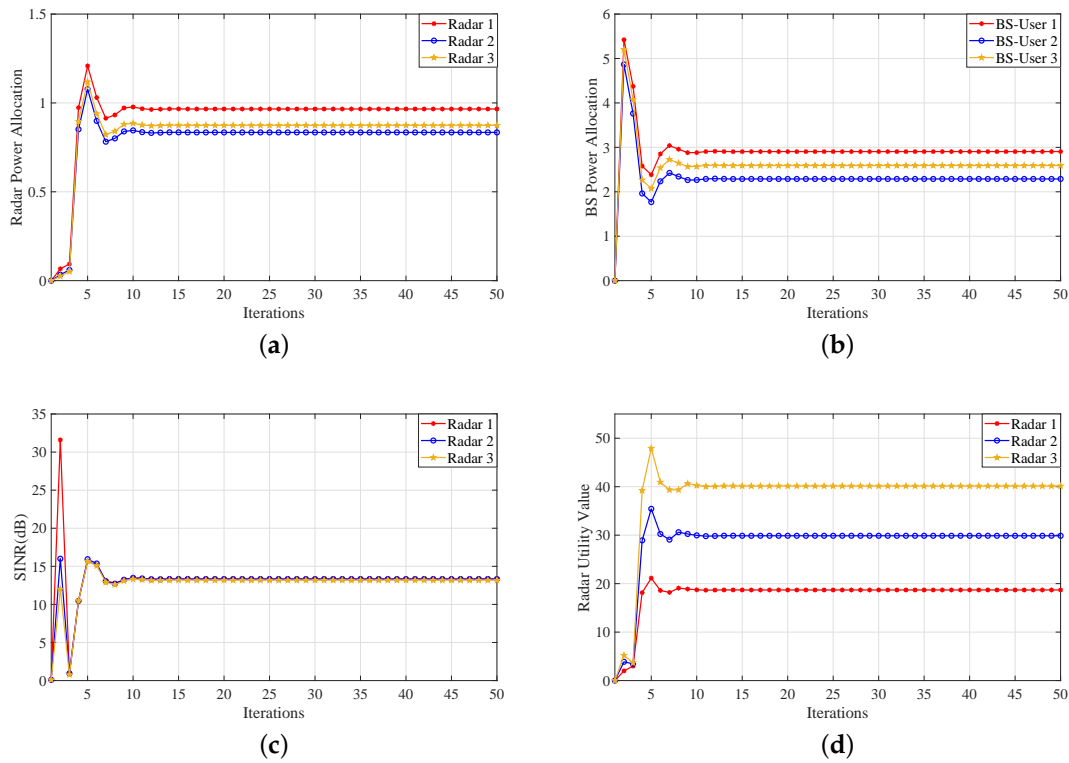 1.5
1
0.5
0
Radar Power Allocation
Radar 1
Radar 2
Radar 3
5 10 15 20 25 30 35 40 45 50
Iterations
(a)
6
5
4
3
2
1
0
BS Power Allocation
BS-User 1
BS-User 2
BS-User 3
5 10 15 20 25 30 35 40 45 50
Iterations
(b)
35
30
25
20
15
10
5
0
SINR(dB)
Radar 1
Radar 2
Radar 3
5 10 15 20 25 30 35 40 45 50
Iterations
(c)
50
40
30
20
10
0
Radar Utility Value
Radar 1
Radar 2
Radar 3
5 10 15 20 25 30 35 40 45 50
Iterations
(d)